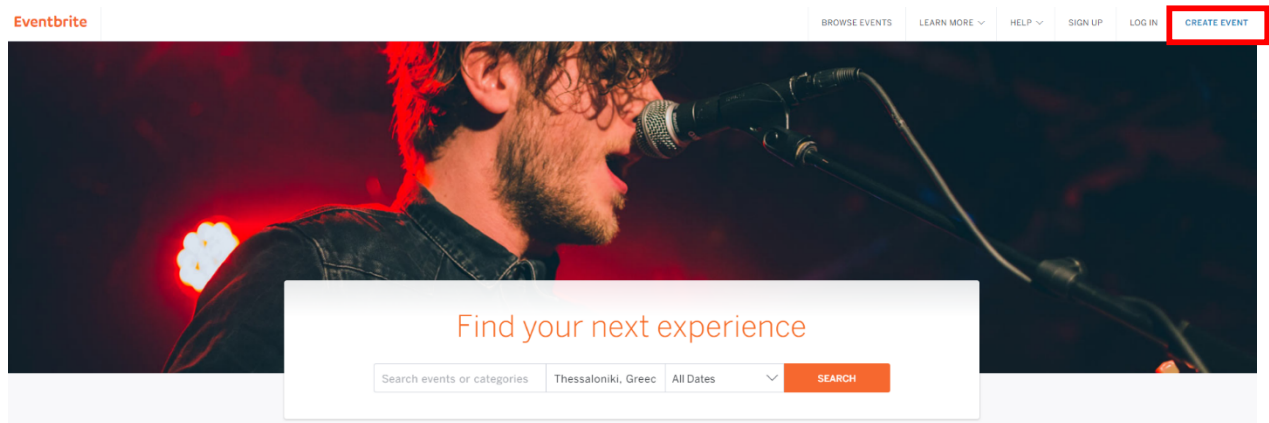 Eventbrite BROWSE EVENTS LEARN MORE HELP SIGN UP LOG IN CREATE EVENT
Find your next experience
Search events or categories Thessaloniki, Greec All Dates SEARCH